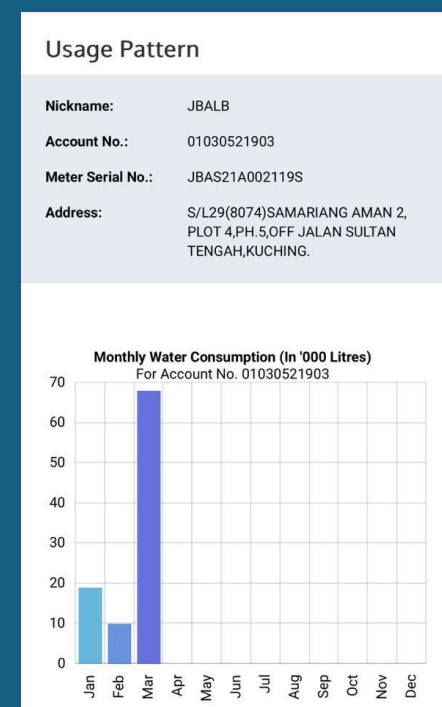 Usage Pattern
Nickname: JBALB
Account No.: 01030521903
Meter Serial No.: JBAS21A002119S
Address: S/L29(8074)SAMARIANG AMAN 2,
PLOT 4,PH.5,OFF JALAN SULTAN
TENGAH,KUCHING.
Monthly Water Consumption (In '000 Litres)
For Account No. 01030521903
70
60
50
40
30
20
10
0
Jan Feb Mar Apr May Jun Jul Aug Sep Oct Nov Dec